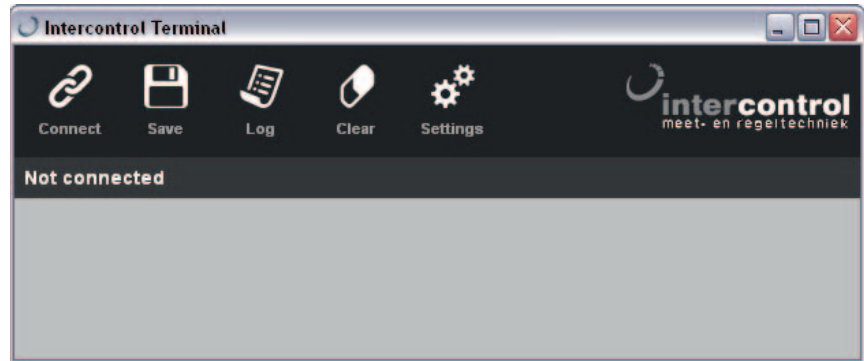 Intercontrol Terminal
Connect Save Log Clear Settings
intercontrol
meet- en regeltechniek
Not connected